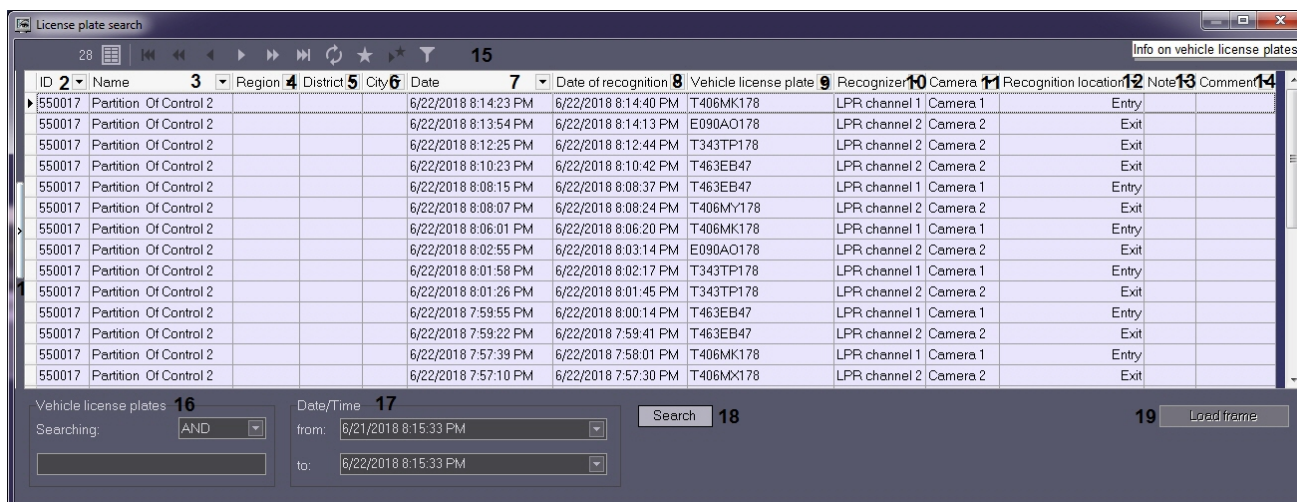 License plate search
28 15 Info on vehicle license plates
ID 2 Name 3 Region 4 District 5 City 6 Date 7 Date of recognition 8 Vehicle license plate 9 Recognizer 10 Camera 11 Recognition location 12 Note 13 Comment 14
550017 Partition Of Control 2 6/22/2018 8:14:23 PM 6/22/2018 8:14:40 PM T406MK178 LPR channel 1 Camera 1 Entry
550017 Partition Of Control 2 6/22/2018 8:13:54 PM 6/22/2018 8:14:13 PM E090AO178 LPR channel 2 Camera 2 Exit
550017 Partition Of Control 2 6/22/2018 8:12:25 PM 6/22/2018 8:12:44 PM T343TP178 LPR channel 2 Camera 2 Exit
550017 Partition Of Control 2 6/22/2018 8:10:23 PM 6/22/2018 8:10:42 PM T463EB47 LPR channel 2 Camera 2 Exit
550017 Partition Of Control 2 6/22/2018 8:08:15 PM 6/22/2018 8:08:37 PM T463EB47 LPR channel 1 Camera 1 Entry
550017 Partition Of Control 2 6/22/2018 8:08:07 PM 6/22/2018 8:08:24 PM T406MY178 LPR channel 2 Camera 2 Exit
550017 Partition Of Control 2 6/22/2018 8:06:01 PM 6/22/2018 8:06:20 PM T406MK178 LPR channel 1 Camera 1 Entry
550017 Partition Of Control 2 6/22/2018 8:02:55 PM 6/22/2018 8:03:14 PM E090AO178 LPR channel 2 Camera 2 Exit
550017 Partition Of Control 2 6/22/2018 8:01:58 PM 6/22/2018 8:02:17 PM T343TP178 LPR channel 1 Camera 1 Entry
550017 Partition Of Control 2 6/22/2018 8:01:26 PM 6/22/2018 8:01:45 PM T343TP178 LPR channel 2 Camera 2 Exit
550017 Partition Of Control 2 6/22/2018 7:59:55 PM 6/22/2018 8:00:14 PM T463EB47 LPR channel 1 Camera 1 Entry
550017 Partition Of Control 2 6/22/2018 7:59:22 PM 6/22/2018 7:59:41 PM T463EB47 LPR channel 2 Camera 2 Exit
550017 Partition Of Control 2 6/22/2018 7:57:39 PM 6/22/2018 7:58:01 PM T406MK178 LPR channel 1 Camera 1 Entry
550017 Partition Of Control 2 6/22/2018 7:57:10 PM 6/22/2018 7:57:30 PM T406MX178 LPR channel 2 Camera 2 Exit
1
Vehicle license plates 16 Date/Time 17
Searching: AND from: 6/21/2018 8:15:33 PM Search 18 19 Load frame
to: 6/22/2018 8:15:33 PM